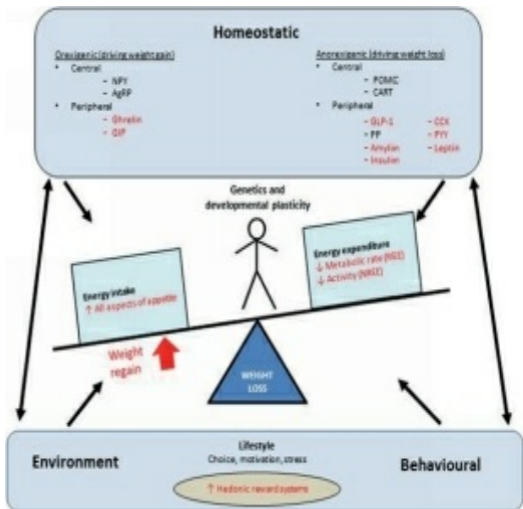 Homeostatic
Orexigenic (driving weight gain)
• Central
– NPY
– AgRP
• Peripheral
– Ghrelin
– GIP
Anorexigenic (driving weight loss)
• Central
– POMC
– CART
• Peripheral
– GLP-1
– PP
– Amylin
– Insulin
– CCK
– PYY
– Leptin
Genetics and
developmental plasticity
Energy intake
↑ All aspects of appetite
Energy expenditure
↓ Metabolic rate (REE)
↓ Activity (NREE)
Weight
regain
WEIGHT
LOSS
Environment
Lifestyle
Choice, motivation, stress
↑ Hedonic reward systems
Behavioural